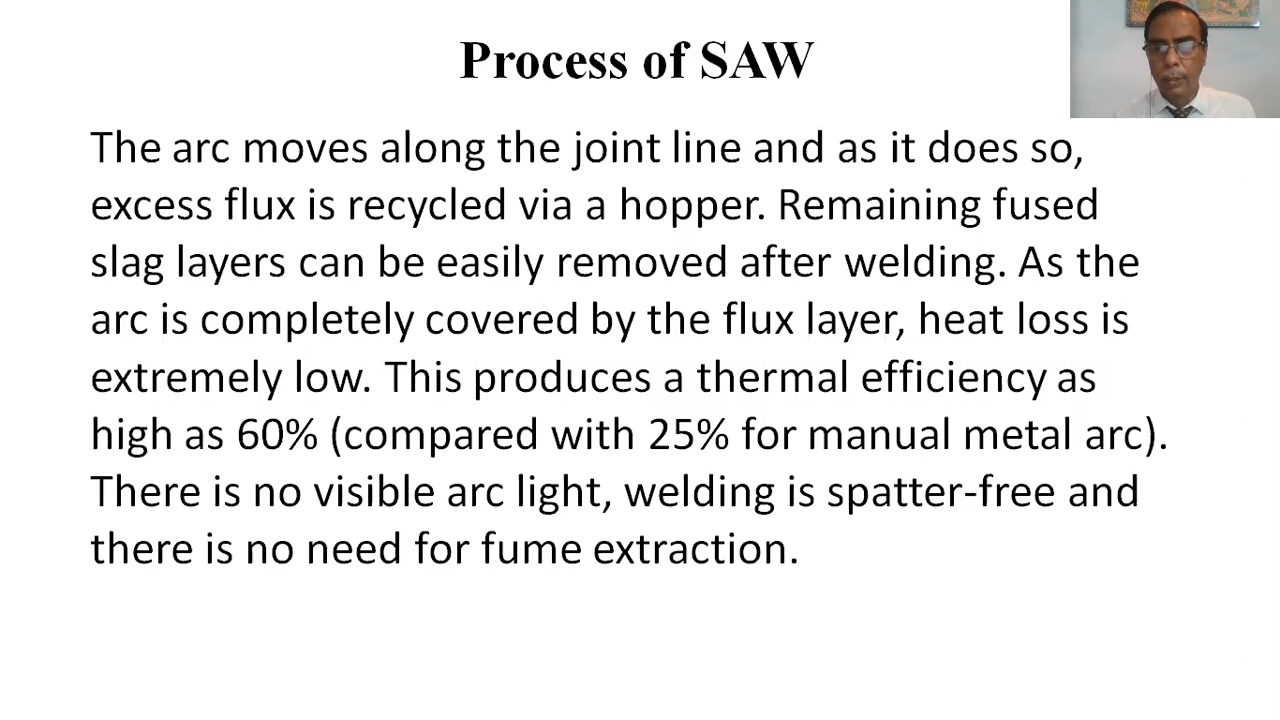 Process of SAW
The arc moves along the joint line and as it does so,
excess flux is recycled via a hopper. Remaining fused
slag layers can be easily removed after welding. As the
arc is completely covered by the flux layer, heat loss is
extremely low. This produces a thermal efficiency as
high as 60% (compared with 25% for manual metal arc).
There is no visible arc light, welding is spatter-free and
there is no need for fume extraction.